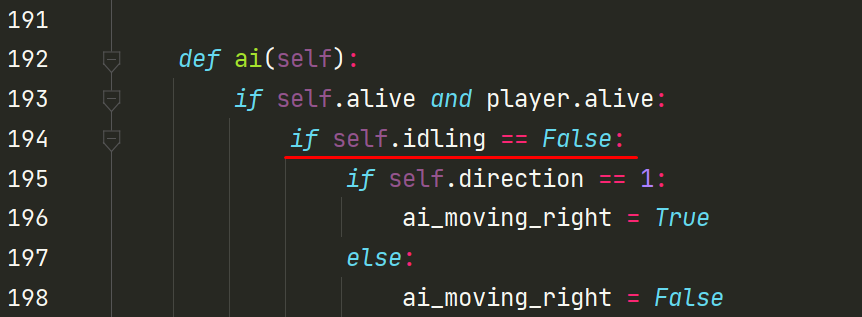 191
192 def ai(self):
193 if self.alive and player.alive:
194 if self.idling == False:
195 if self.direction == 1:
196 ai_moving_right = True
197 else:
198 ai_moving_right = False